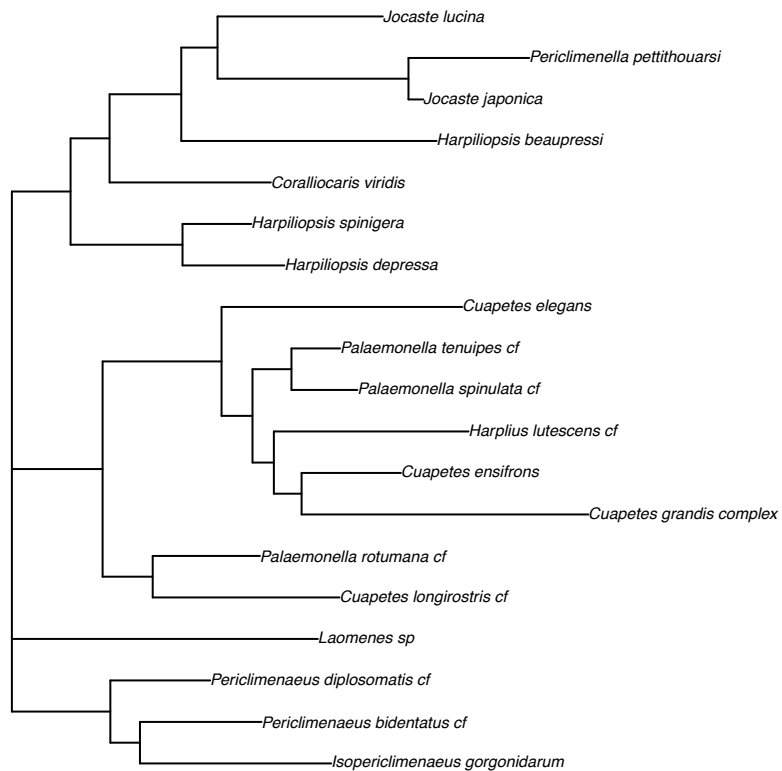 Jocaste lucina
Periclimenella pettithouarsi
Jocaste japonica
Harpiliopsis beaupressi
Coralliocaris viridis
Harpiliopsis spinigera
Harpiliopsis depressa
Cuapetes elegans
Palaemonella tenuipes cf
Palaemonella spinulata cf
Harplius lutescens cf
Cuapetes ensifrons
Cuapetes grandis complex
Palaemonella rotumana cf
Cuapetes longirostris cf
Laomenes sp
Periclimenaeus diplosomatis cf
Periclimenaeus bidentatus cf
Isopericlimenaeus gorgonidarum